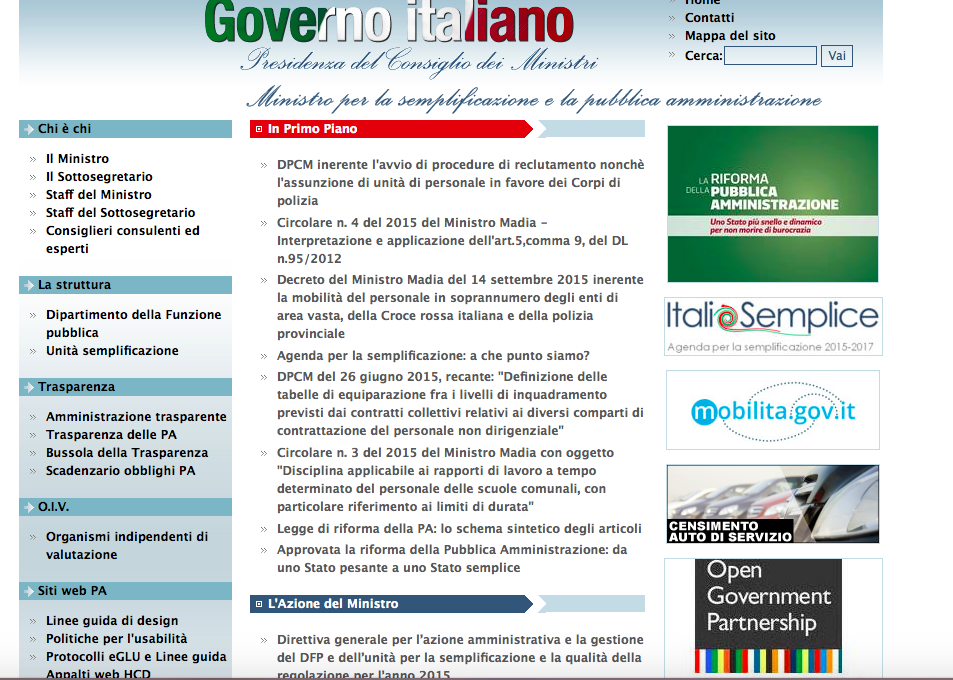 Governo italiano
Presidenza del Consiglio dei Ministri
Ministro per la semplificazione e la pubblica amministrazione
Home
Contatti
Mappa del sito
Cerca:
Vai
Chi è chi
Il Ministro
Il Sottosegretario
Staff del Ministro
Staff del Sottosegretario
Consiglieri consulenti ed
esperti
La struttura
Dipartimento della Funzione
pubblica
Unità semplificazione
Trasparenza
Amministrazione trasparente
Trasparenza delle PA
Bussola della Trasparenza
Scadenzario obblighi PA
O.I.V.
Organismi indipendenti di
valutazione
Siti web PA
Linee guida di design
Politiche per l'usabilità
Protocolli eGLU e Linee guida
Appalti web HCD
In Primo Piano
DPCM inerente l'avvio di procedure di reclutamento nonchè
l'assunzione di unità di personale in favore dei Corpi di
polizia
Circolare n. 4 del 2015 del Ministro Madia –
Interpretazione e applicazione dell'art.5,comma 9, del DL
n.95/2012
Decreto del Ministro Madia del 14 settembre 2015 inerente
la mobilità del personale in soprannumero degli enti di
area vasta, della Croce rossa italiana e della polizia
provinciale
Agenda per la semplificazione: a che punto siamo?
DPCM del 26 giugno 2015, recante: "Definizione delle
tabelle di equiparazione fra i livelli di inquadramento
previsti dai contratti collettivi relativi ai diversi comparti di
contrattazione del personale non dirigenziale"
Circolare n. 3 del 2015 del Ministro Madia con oggetto
"Disciplina applicabile ai rapporti di lavoro a tempo
determinato del personale delle scuole comunali, con
particolare riferimento ai limiti di durata"
Legge di riforma della PA: lo schema sintetico degli articoli
Approvata la riforma della Pubblica Amministrazione: da
uno Stato pesante a uno Stato semplice
L'Azione del Ministro
Direttiva generale per l'azione amministrativa e la gestione
del DFP e dell'unità per la semplificazione e la qualità della
regolazione per l'anno 2015
LA RIFORMA
DELLA PUBBLICA
AMMINISTRAZIONE
Uno Stato più snello e dinamico
per non morire di burocrazia
Italia Semplice
Agenda per la semplificazione 2015-2017
mobilita.gov.it
CENSIMENTO
AUTO DI SERVIZIO
Open
Government
Partnership